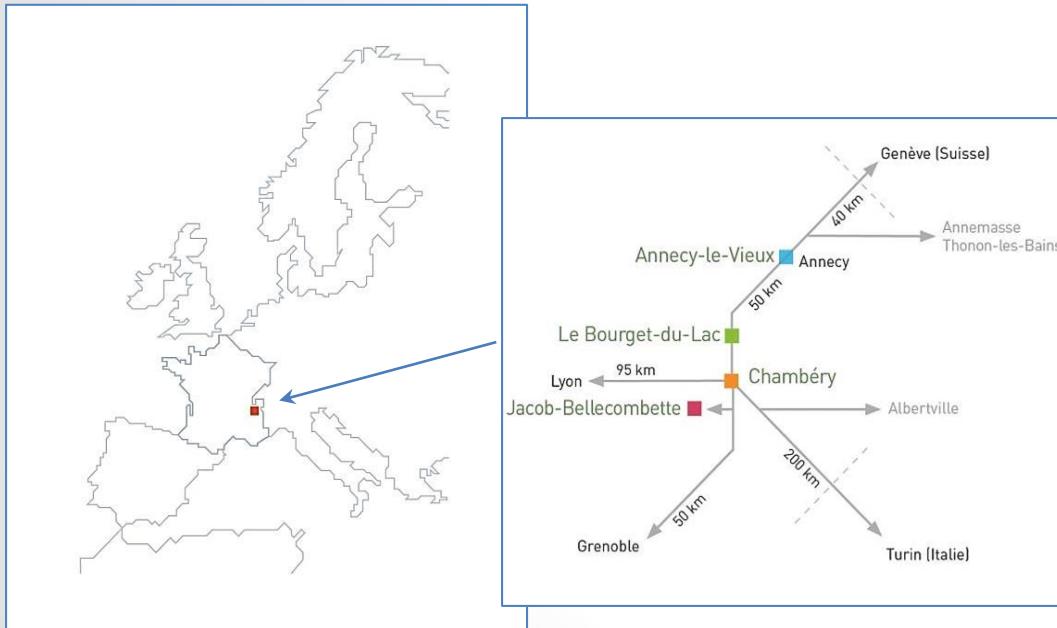 Genève (Suisse)
40 km
Annemasse
Thonon-les-Bains
Annecy-le-Vieux
Annecy
50 km
Le Bourget-du-Lac
95 km
Lyon
Chambéry
Jacob-Bellecombette
Albertville
200 km
50 km
Grenoble
Turin (Italie)